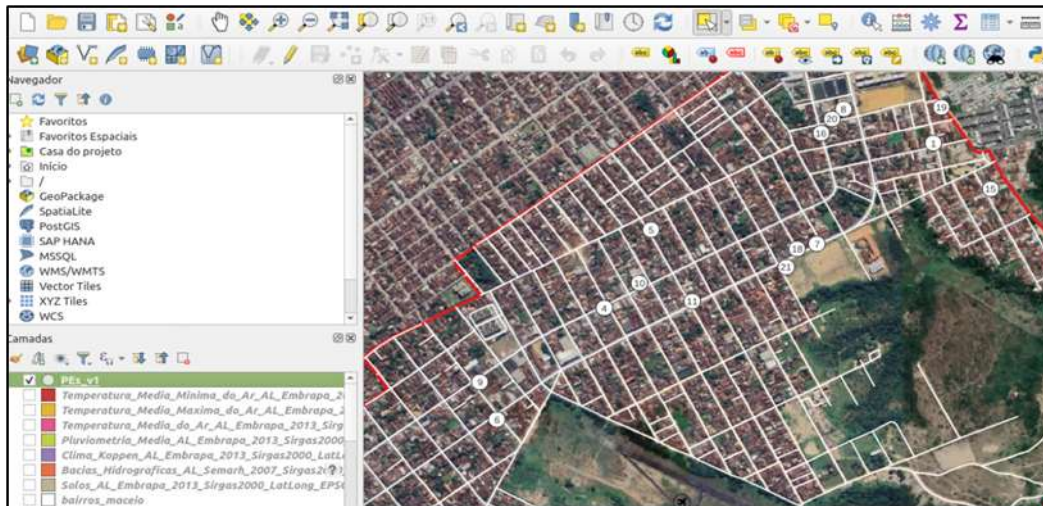 Navegador
Favoritos
Favoritos Espaciais
Casa do projeto
Início
/
GeoPackage
SpatiaLite
PostGIS
SAP HANA
MSSQL
WMS/WMTS
Vector Tiles
XYZ Tiles
WCS
Camadas
PEs_v1
Temperatura_Media_Minima_do_Ar_AL_Embrapa_20
Temperatura_Media_Maxima_do_Ar_AL_Embrapa_2
Temperatura_Media_do_Ar_AL_Embrapa_2013_Sirg
Pluviometria_Media_AL_Embrapa_2013_Sirgas2000
Clima_Koppen_AL_Embrapa_2013_Sirgas2000_LatL
Bacias_Hidrograficas_AL_Semarh_2007_Sirgas2
Solos_AL_Embrapa_2013_Sirgas2000_LatLong_EPS
bairros_maceio
8
20
16
19
1
15
5
18
7
21
10
4
11
9
6